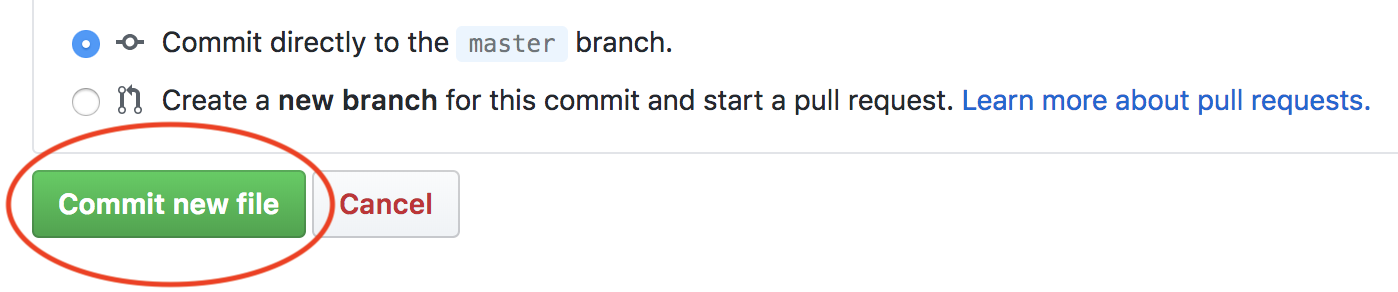 Commit directly to the master branch.
Create a new branch for this commit and start a pull request. Learn more about pull requests.
Commit new file Cancel